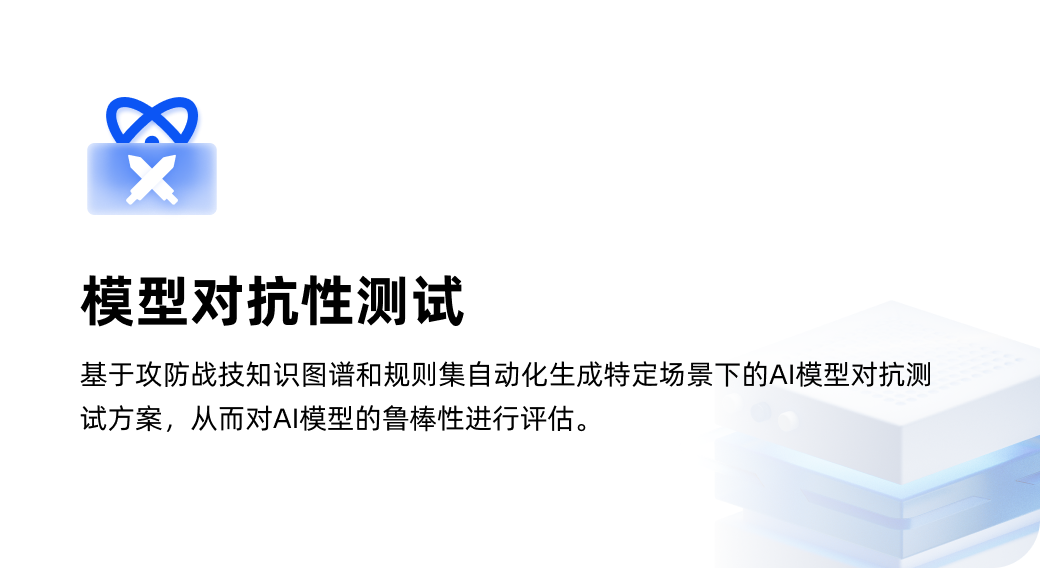 模型对抗性测试
基于攻防战技知识图谱和规则集自动化生成特定场景下的AI模型对抗测
试方案，从而对AI模型的鲁棒性进行评估。